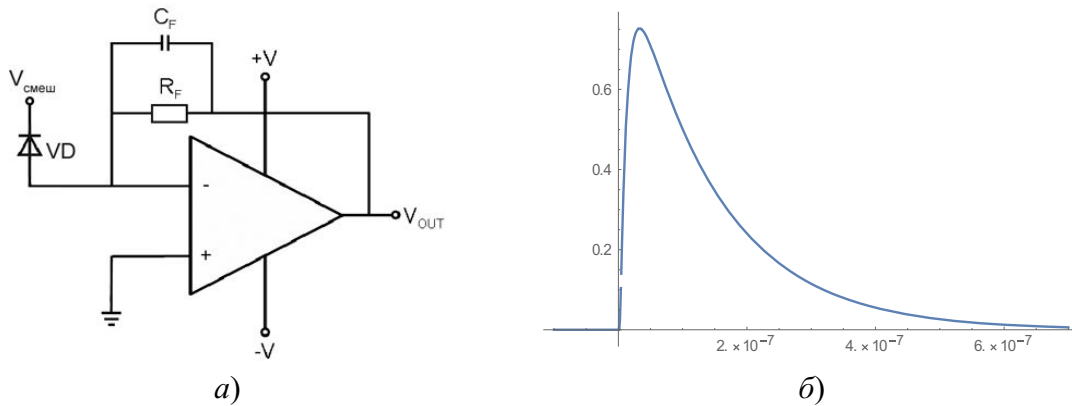 C_F
+V
R_F
V_смеш
VD
-
+
V_OUT
-V
а)
0.6
0.4
0.2
2. × 10⁻⁷
4. × 10⁻⁷
6. × 10⁻⁷
б)